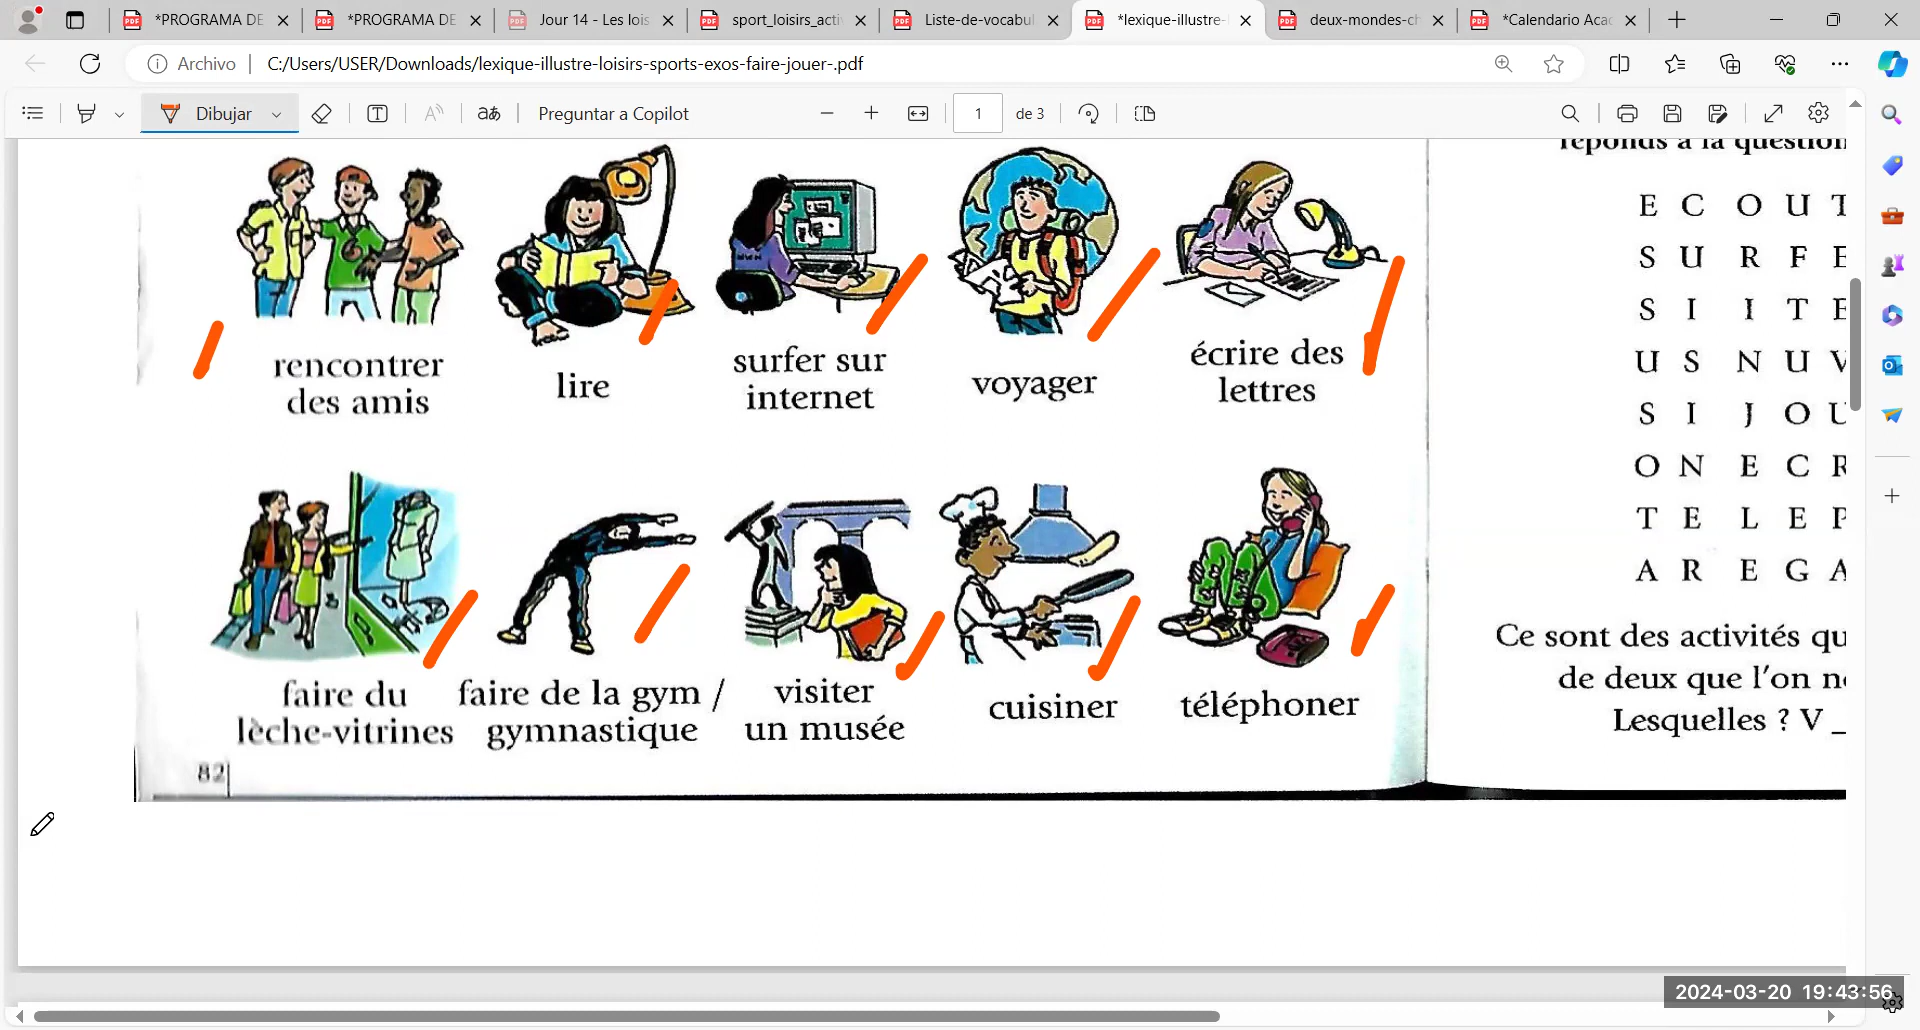 *PROGRAMA DE
*PROGRAMA DE
Jour 14 - Les lois
sport_loisirs_acti
Liste-de-vocabul
*lexique-illustre-
deux-mondes-ch
*Calendario Acad
Archivo
C:/Users/USER/Downloads/lexique-illustre-loisirs-sports-exos-faire-jouer-.pdf
Dibujar
Preguntar a Copilot
1
de 3
réponds à la question
rencontrer
des amis
lire
surfer sur
internet
voyager
écrire des
lettres
faire du
lèche-vitrines
faire de la gym /
gymnastique
visiter
un musée
cuisiner
téléphoner
82
E C O U T
S U R F E
S I I T E
U S N U V
S I J O U
O N E C R
T E L E P
A R E G A
Ce sont des activités qu
de deux que l'on n
Lesquelles ? V _
2024-03-20 19:43:56